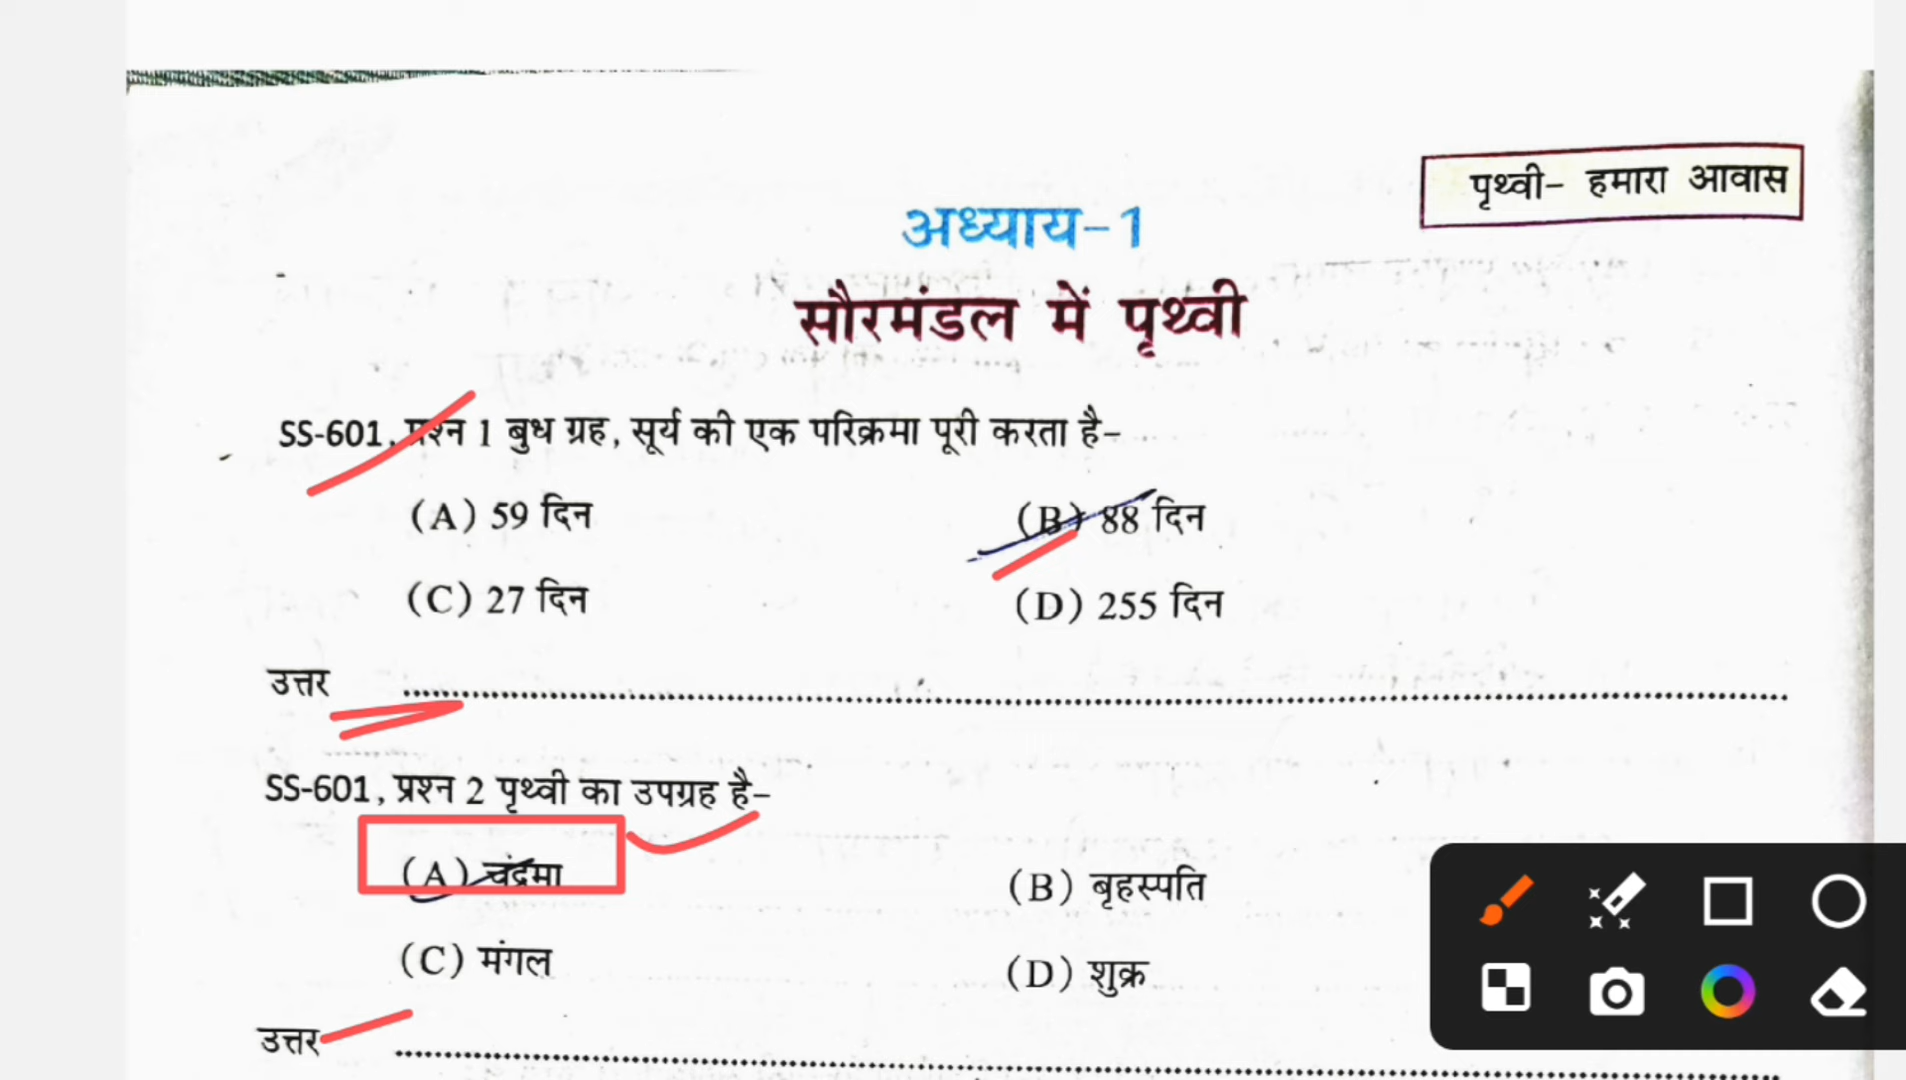 पृथ्वी- हमारा आवास
अध्याय-1
सौरमंडल में पृथ्वी
SS-601, प्रश्न 1 बुध ग्रह, सूर्य की एक परिक्रमा पूरी करता है-
(A) 59 दिन (B) 88 दिन
(C) 27 दिन (D) 255 दिन
उत्तर ..........
SS-601, प्रश्न 2 पृथ्वी का उपग्रह है-
(A) चंद्रमा (B) बृहस्पति
(C) मंगल (D) शुक्र
उत्तर ..........